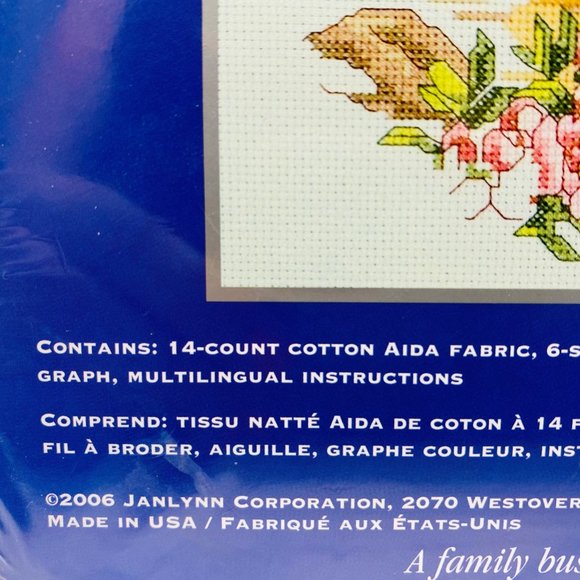 CONTAINS: 14-COUNT COTTON AIDA FABRIC, 6-S
GRAPH, MULTILINGUAL INSTRUCTIONS
COMPREND: TISSU NATTÉ AIDA DE COTON À 14 F
FIL À BRODER, AIGUILLE, GRAPHE COULEUR, INST
©2006 JANLYNN CORPORATION, 2070 WESTOVER
MADE IN USA / FABRIQUÉ AUX ÉTATS-UNIS
A family bus